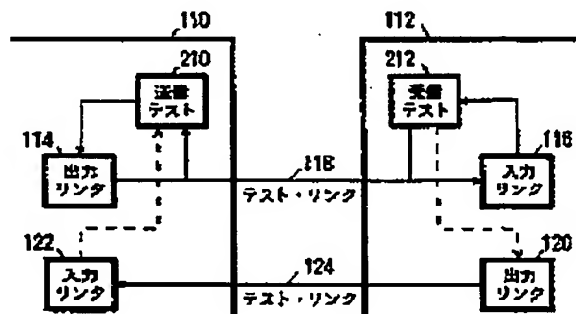 110
112
210
送信
テスト
212
受信
テスト
114
出力
リンク
118
テスト・リンク
116
入力
リンク
122
入力
リンク
124
テスト・リンク
120
出力
リンク